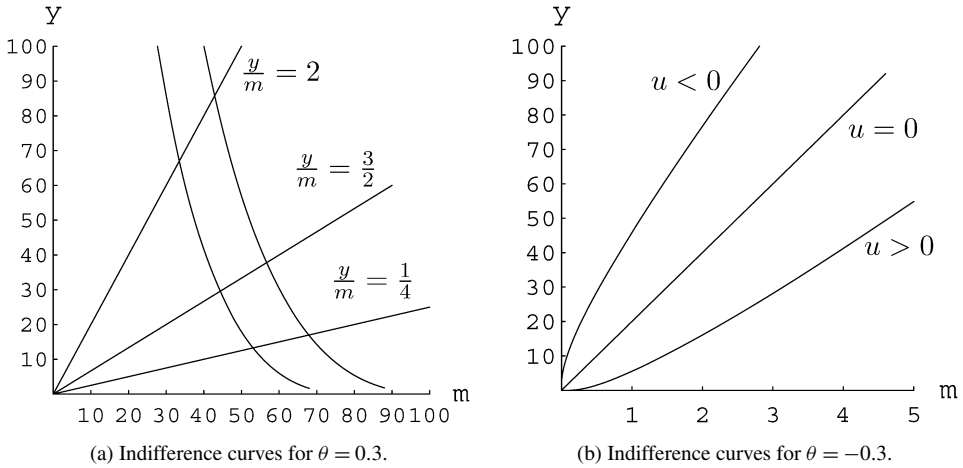 y
100
90
80
70
60
50
40
30
20
10
y/m = 2
y/m = 3/2
y/m = 1/4
10 20 30 40 50 60 70 80 90 100 m
(a) Indifference curves for θ = 0.3.
y
100
90
80
70
60
50
40
30
20
10
u < 0
u = 0
u > 0
1 2 3 4 5 m
(b) Indifference curves for θ = −0.3.